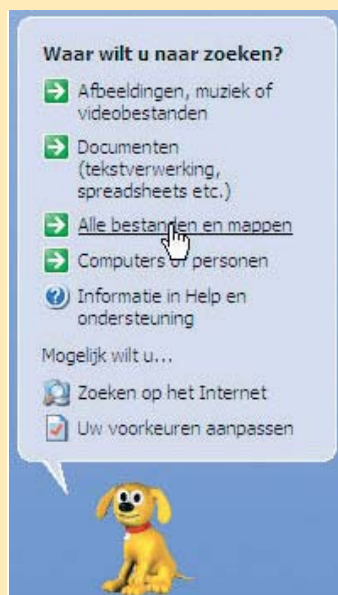 Waar wilt u naar zoeken?
Afbeeldingen, muziek of
videobestanden
Documenten
(tekstverwerking,
spreadsheets etc.)
Alle bestanden en mappen
Computers of personen
Informatie in Help en
ondersteuning
Mogelijk wilt u...
Zoeken op het Internet
Uw voorkeuren aanpassen